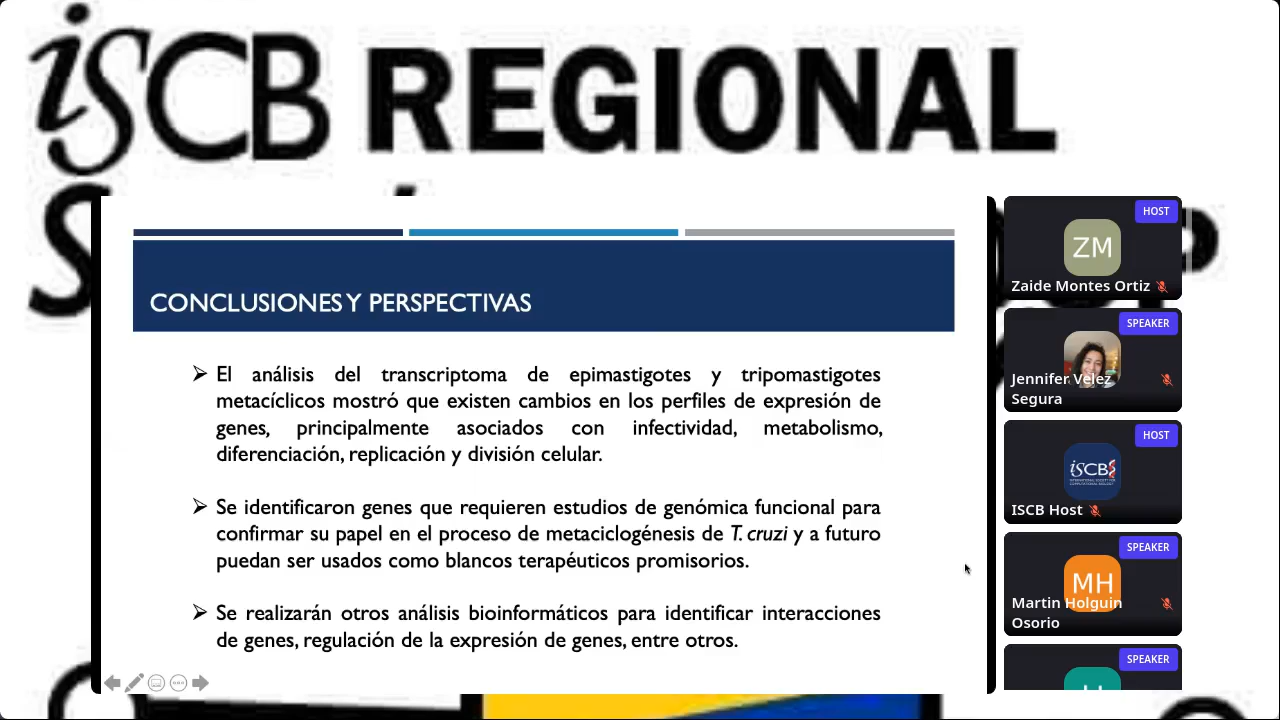 iSCB REGIONAL
CONCLUSIONES Y PERSPECTIVAS
➢ El análisis del transcriptoma de epimastigotes y tripomastigotes
metacíclicos mostró que existen cambios en los perfiles de expresión de
genes, principalmente asociados con infectividad, metabolismo,
diferenciación, replicación y división celular.
➢ Se identificaron genes que requieren estudios de genómica funcional para
confirmar su papel en el proceso de metaciclogénesis de T. cruzi y a futuro
puedan ser usados como blancos terapéuticos promisorios.
➢ Se realizarán otros análisis bioinformáticos para identificar interacciones
de genes, regulación de la expresión de genes, entre otros.
HOST
ZM
Zaide Montes Ortiz
SPEAKER
Jennifer Velez
Segura
HOST
iSCB
ISCB Host
SPEAKER
MH
Martin Holguin
Osorio
SPEAKER